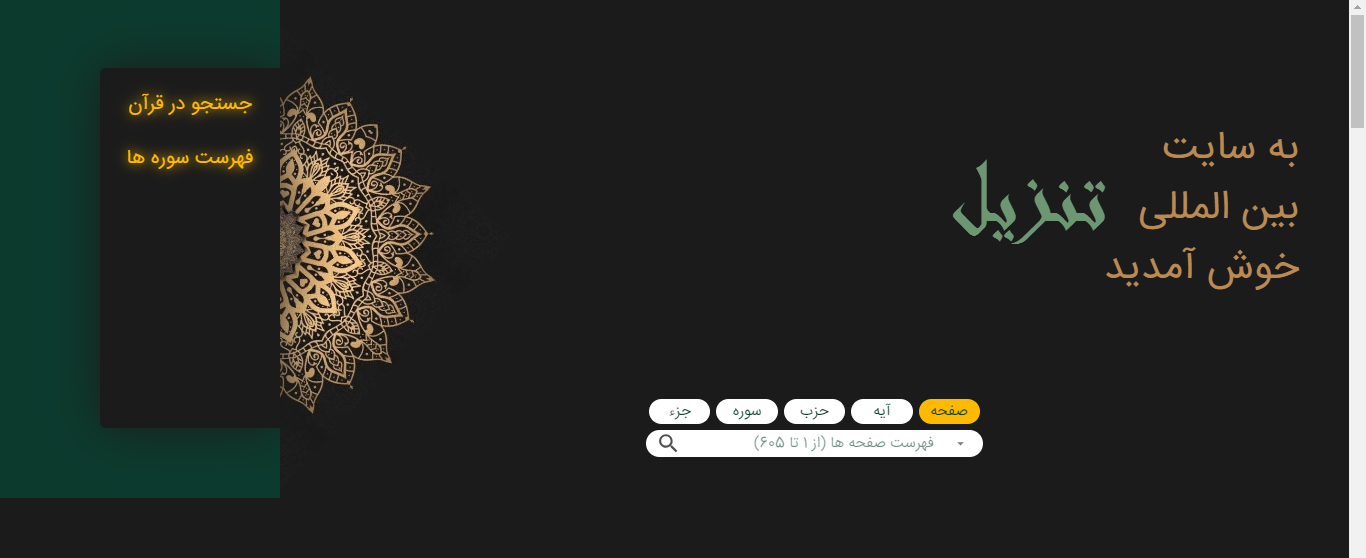 به سایت
بین المللی
تنزیل
خوش آمدید
جستجو در قرآن
فهرست سوره ها
صفحه
آیه
حزب
سوره
جزء
فهرست صفحه ها (از ۱ تا ۶۰۵)